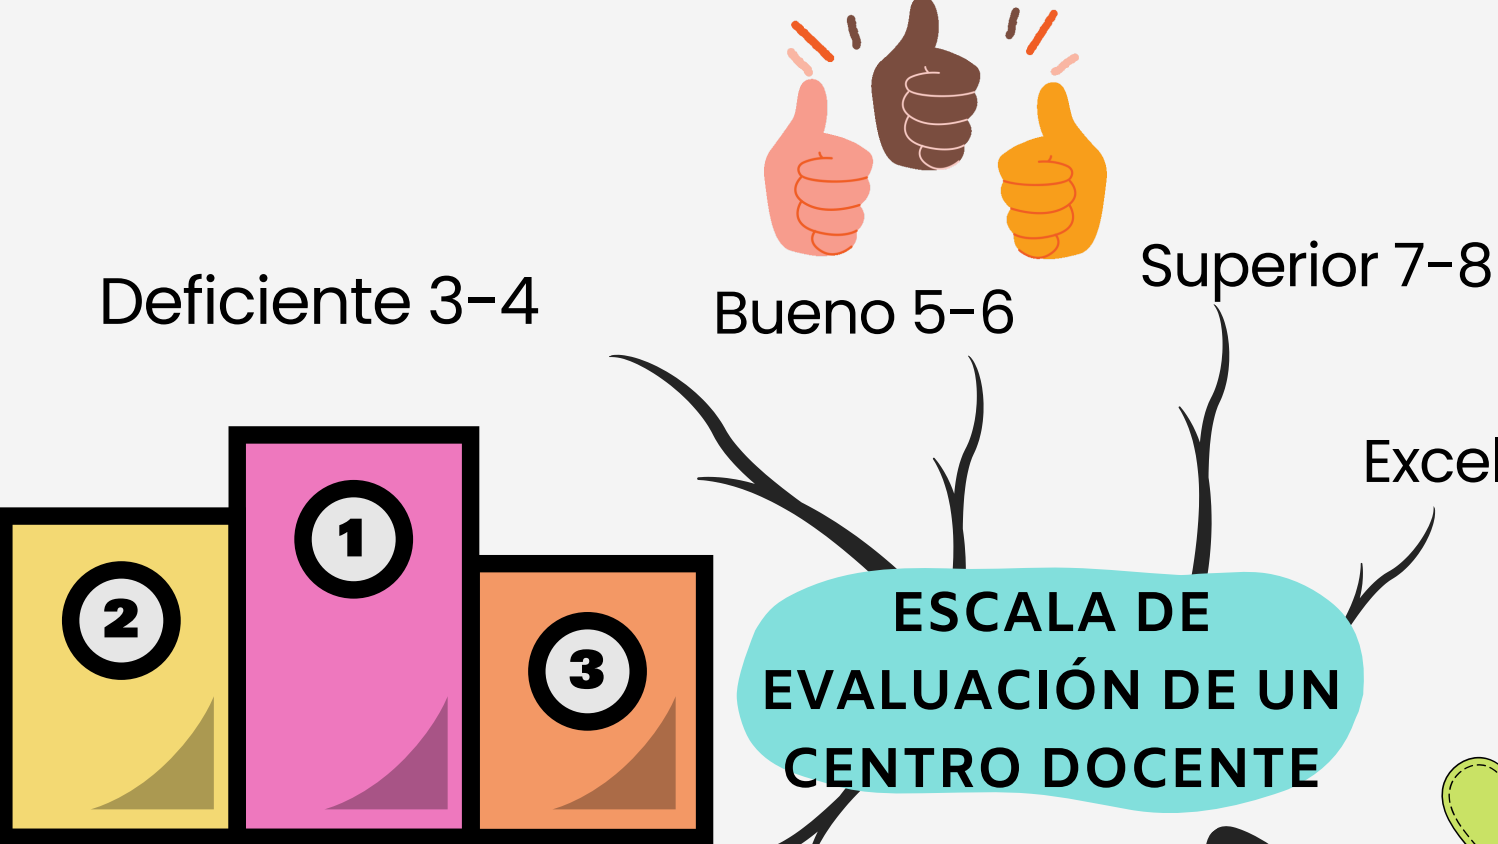 Superior 7-8
Deficiente 3-4
Bueno 5-6
Excel
1
2
3
ESCALA DE
EVALUACIÓN DE UN
CENTRO DOCENTE